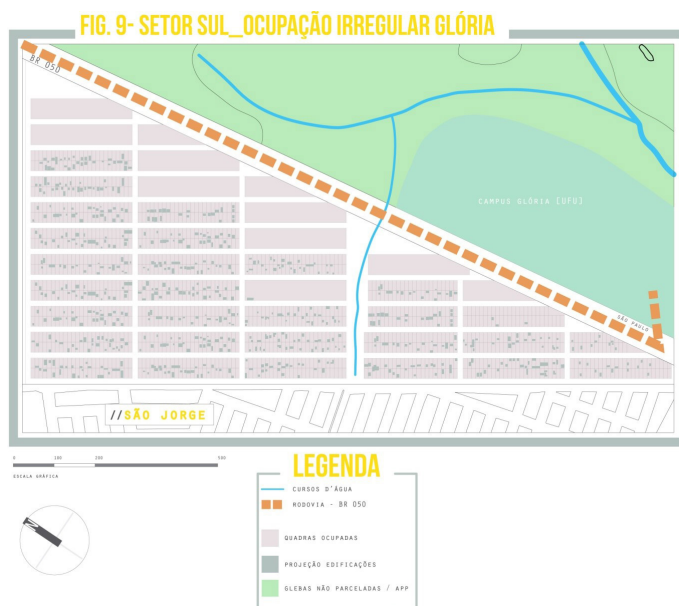 FIG. 9- SETOR SUL_OCUPAÇÃO IRREGULAR GLÓRIA
BR 050
CAMPUS GLÓRIA [UFU]
SÃO PAULO
//SÃO JORGE
0 100 200 500
ESCALA GRÁFICA
N
LEGENDA
CURSOS D'ÁGUA
RODOVIA - BR 050
QUADRAS OCUPADAS
PROJEÇÃO EDIFICAÇÕES
GLEBAS NÃO PARCELADAS / APP